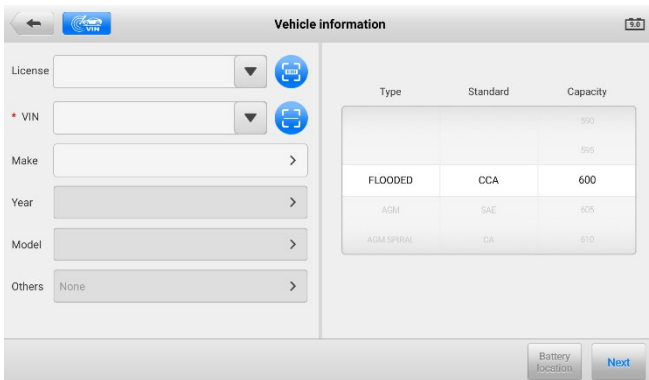 VIN
Vehicle information
9.0
License
* VIN
Make
Year
Model
Others None
Type Standard Capacity
590
595
FLOODED CCA 600
AGM SAE 605
AGM SPIRAL CA 610
Battery
location
Next